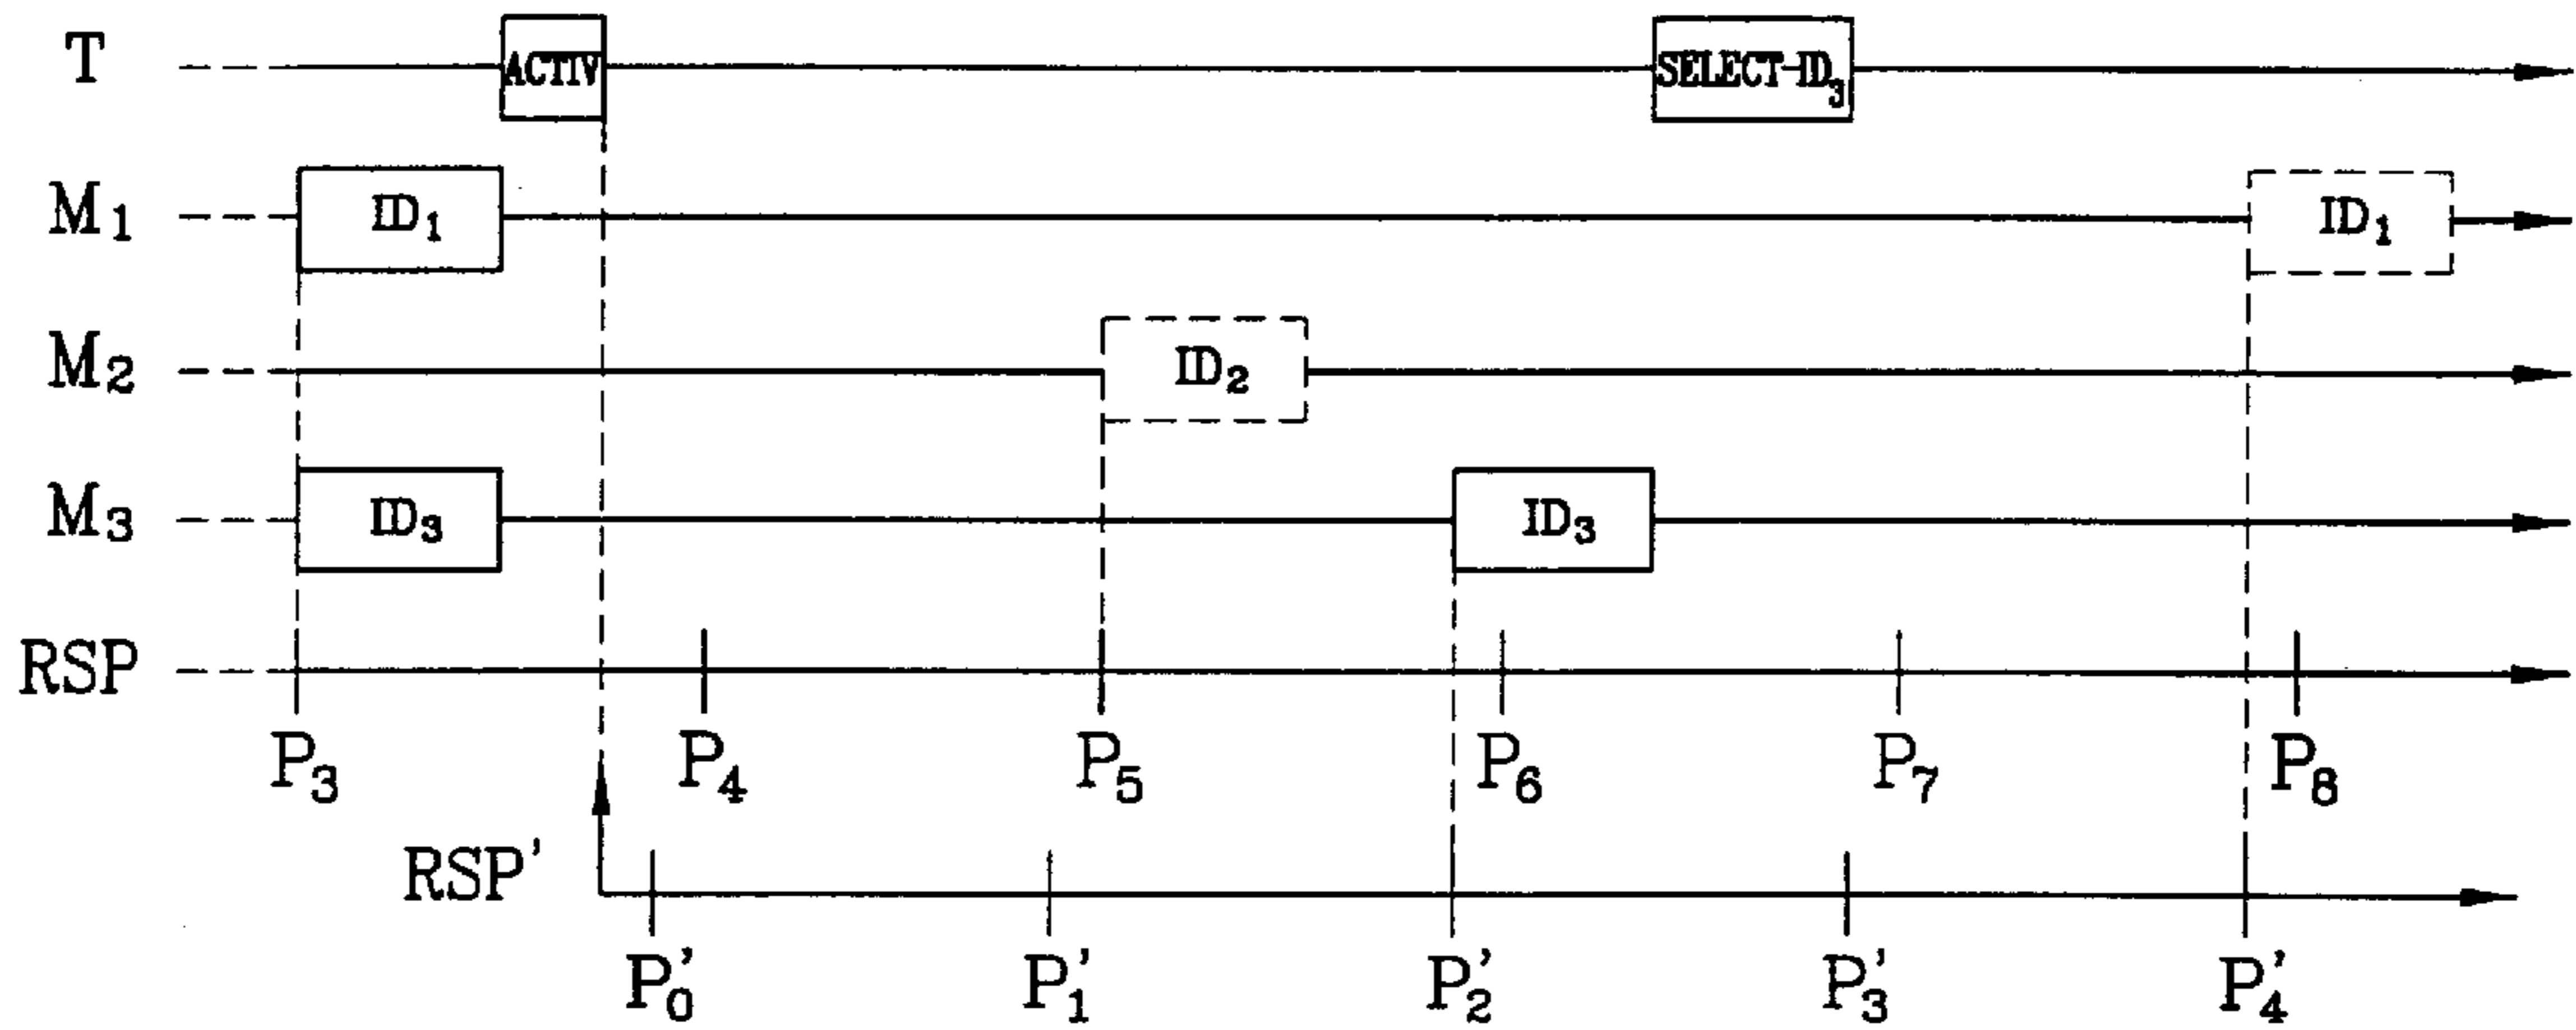 T ACTIV SELECT-ID₃
M₁ ID₁ ID₁
M₂ ID₂
M₃ ID₃ ID₃
RSP
P₃ P₄ P₅ P₆ P₇ P₈
RSP'
P'₀ P'₁ P'₂ P'₃ P'₄